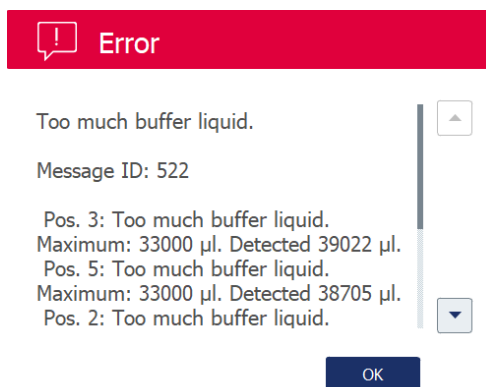 Error
Too much buffer liquid.
Message ID: 522
Pos. 3: Too much buffer liquid.
Maximum: 33000 µl. Detected 39022 µl.
Pos. 5: Too much buffer liquid.
Maximum: 33000 µl. Detected 38705 µl.
Pos. 2: Too much buffer liquid.
OK